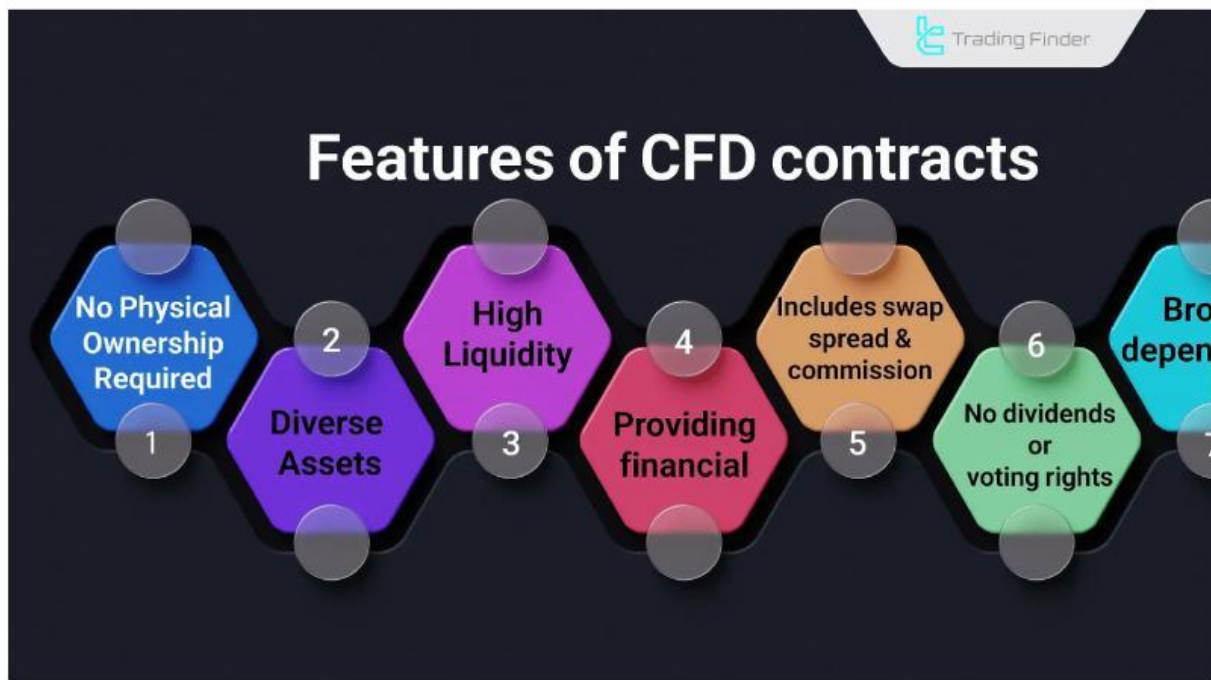 Trading Finder
Features of CFD contracts
No Physical
Ownership
Required
1
2
Diverse
Assets
High
Liquidity
3
4
Providing
financial
Includes swap
spread &
commission
5
6
No dividends
or
voting rights